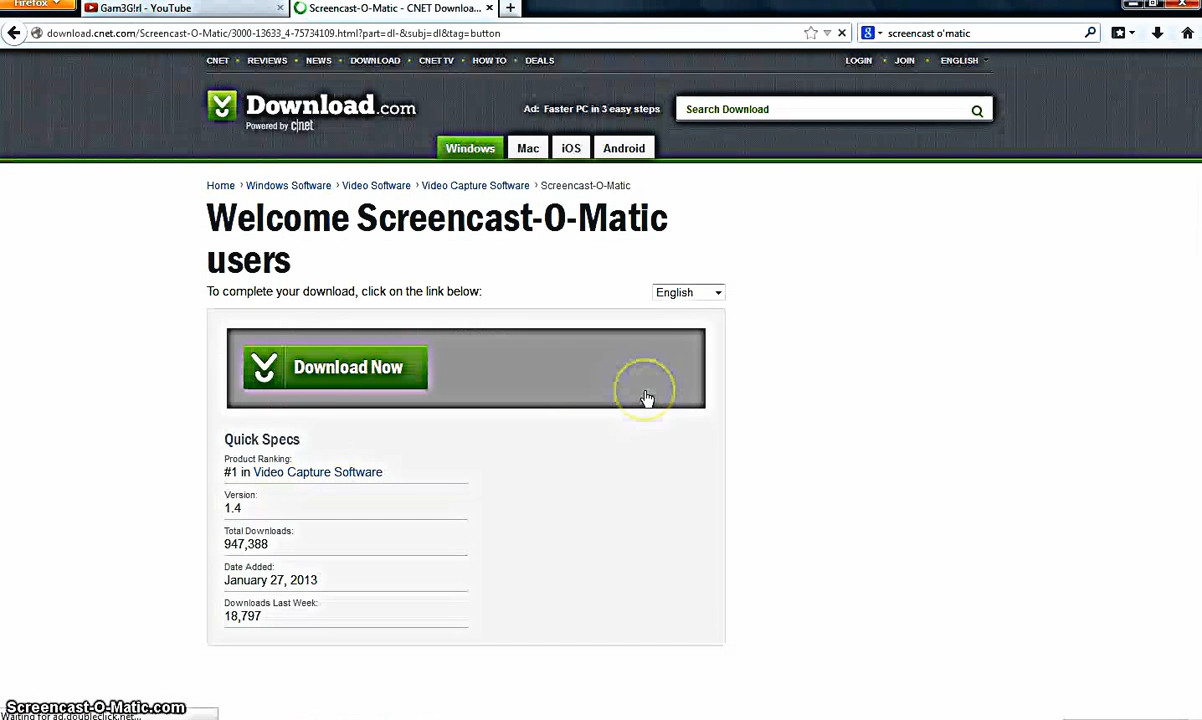 Firefox
Gam3G!rl - YouTube
Screencast-O-Matic - CNET Downloa...
download.cnet.com/Screencast-O-Matic/3000-13633_4-75734109.html?part=dl-&subj=dl&tag=button
screencast o'matic
CNET REVIEWS NEWS DOWNLOAD CNET TV HOW TO DEALS
LOGIN JOIN ENGLISH
Download.com
Powered by c|net
Ad: Faster PC in 3 easy steps
Search Download
Windows Mac iOS Android
Home › Windows Software › Video Software › Video Capture Software › Screencast-O-Matic
Welcome Screencast-O-Matic
users
To complete your download, click on the link below:
English
Download Now
Quick Specs
Product Ranking:
#1 in Video Capture Software
Version:
1.4
Total Downloads:
947,388
Date Added:
January 27, 2013
Downloads Last Week:
18,797
Screencast-O-Matic.com
Waiting for ad.doubleclick.net...